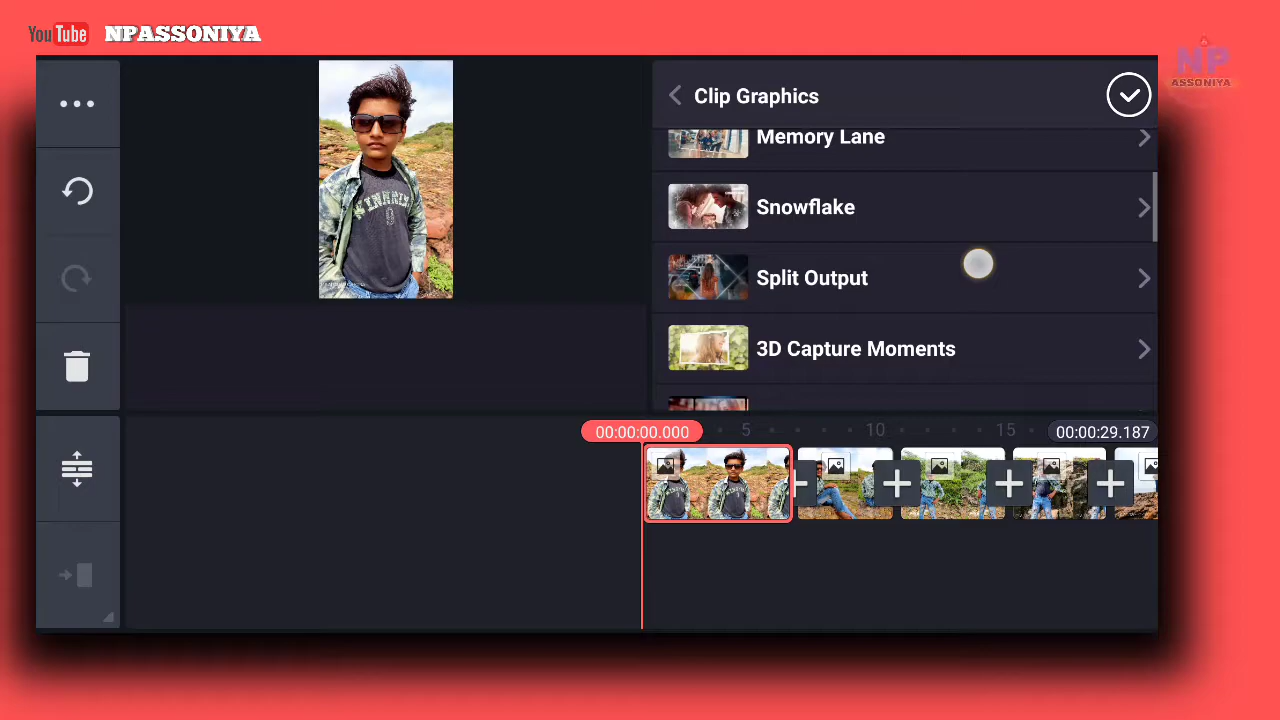 YouTube NPASSONIYA
NP
ASSONIYA
Clip Graphics
Memory Lane
Snowflake
Split Output
3D Capture Moments
00:00:00.000
5
10
15
00:00:29.187